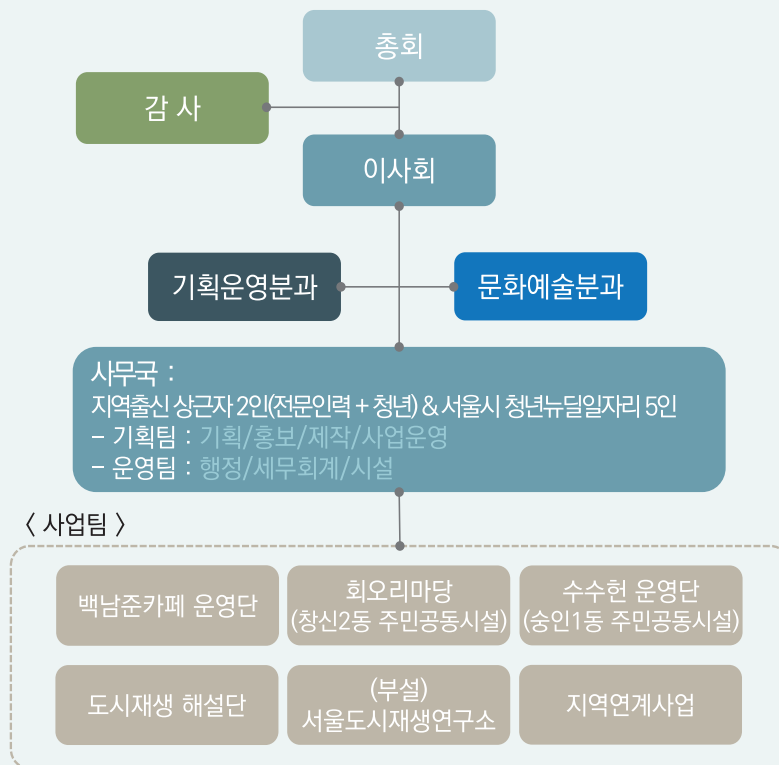 총회
감 사
이사회
기획운영분과
문화예술분과
사무국 :
지역출신 상근자 2인(전문인력 + 청년) & 서울시 청년뉴딜일자리 5인
- 기획팀 : 기획/홍보/제작/사업운영
- 운영팀 : 행정/세무회계/시설
〈 사업팀 〉
백남준카페 운영단
회오리마당
(창신2동 주민공동시설)
수수헌 운영단
(숭인1동 주민공동시설)
도시재생 해설단
(부설)
서울도시재생연구소
지역연계사업